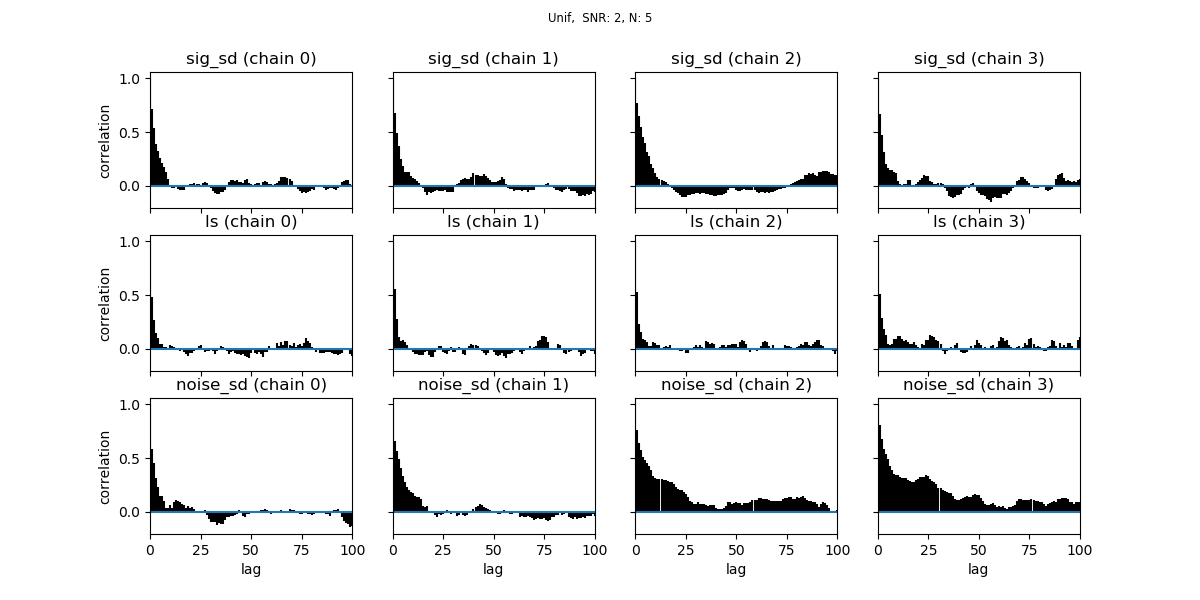 Unif,  SNR: 2, N: 5
sig_sd (chain 0) sig_sd (chain 1) sig_sd (chain 2) sig_sd (chain 3)
1.0
correlation
0.5
0.0
ls (chain 0) ls (chain 1) ls (chain 2) ls (chain 3)
1.0
correlation
0.5
0.0
noise_sd (chain 0) noise_sd (chain 1) noise_sd (chain 2) noise_sd (chain 3)
1.0
correlation
0.5
0.0
0 25 50 75 100 0 25 50 75 100 0 25 50 75 100 0 25 50 75 100
lag lag lag lag